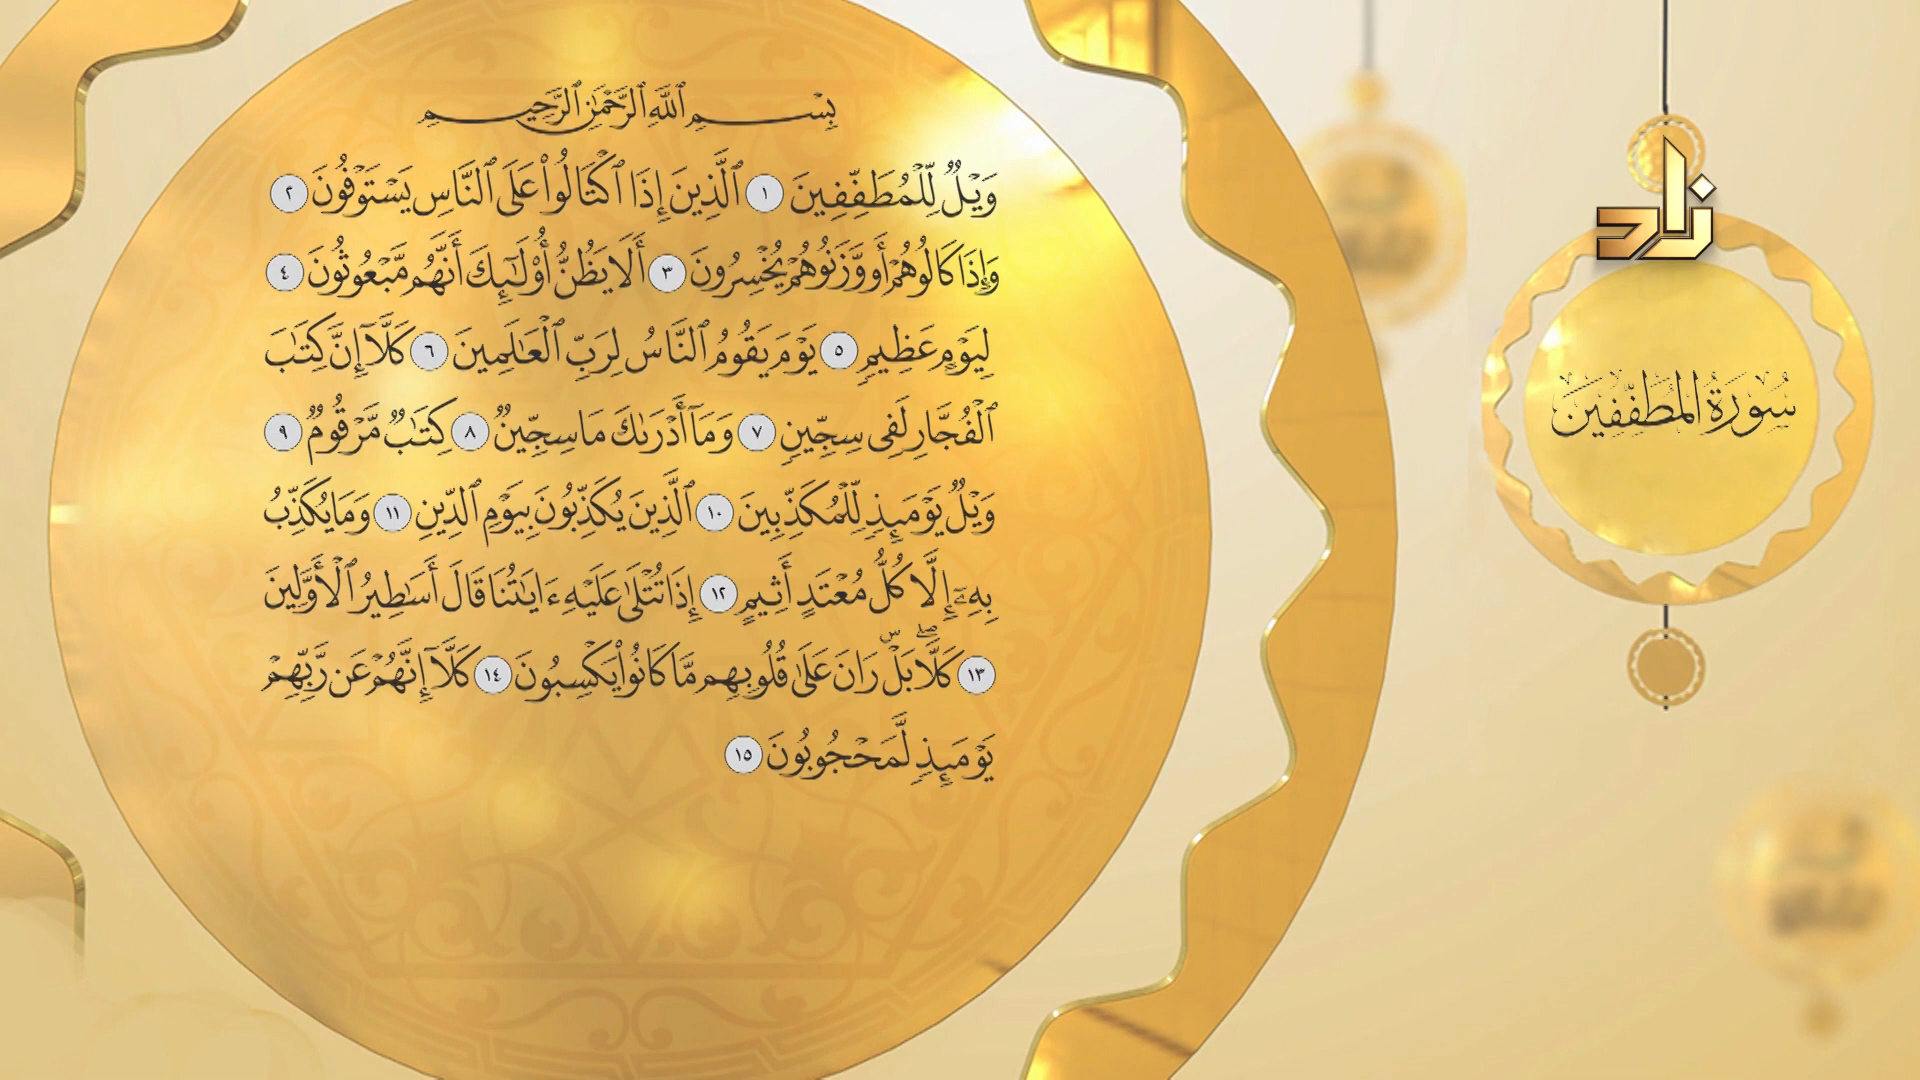 بِسْمِ ٱللَّهِ ٱلرَّحْمَٰنِ ٱلرَّحِيمِ
وَيْلٌ لِّلْمُطَفِّفِينَ ١ ٱلَّذِينَ إِذَا ٱكْتَالُوا۟ عَلَى ٱلنَّاسِ يَسْتَوْفُونَ ٢
وَإِذَا كَالُوهُمْ أَو وَّزَنُوهُمْ يُخْسِرُونَ ٣ أَلَا يَظُنُّ أُو۟لَٰٓئِكَ أَنَّهُم مَّبْعُوثُونَ ٤
لِيَوْمٍ عَظِيمٍ ٥ يَوْمَ يَقُومُ ٱلنَّاسُ لِرَبِّ ٱلْعَٰلَمِينَ ٦ كَلَّآ إِنَّ كِتَٰبَ
ٱلْفُجَّارِ لَفِى سِجِّينٍ ٧ وَمَآ أَدْرَىٰكَ مَا سِجِّينٌ ٨ كِتَٰبٌ مَّرْقُومٌ ٩
وَيْلٌ يَوْمَئِذٍ لِّلْمُكَذِّبِينَ ١٠ ٱلَّذِينَ يُكَذِّبُونَ بِيَوْمِ ٱلدِّينِ ١١ وَمَا يُكَذِّبُ
بِهِۦٓ إِلَّا كُلُّ مُعْتَدٍ أَثِيمٍ ١٢ إِذَا تُتْلَىٰ عَلَيْهِ ءَايَٰتُنَا قَالَ أَسَٰطِيرُ ٱلْأَوَّلِينَ
١٣ كَلَّا ۖ بَلْ ۜ رَانَ عَلَىٰ قُلُوبِهِم مَّا كَانُوا۟ يَكْسِبُونَ ١٤ كَلَّآ إِنَّهُمْ عَن رَّبِّهِمْ
يَوْمَئِذٍ لَّمَحْجُوبُونَ ١٥
زاد
سُورَةُ المُطَفِّفِينَ